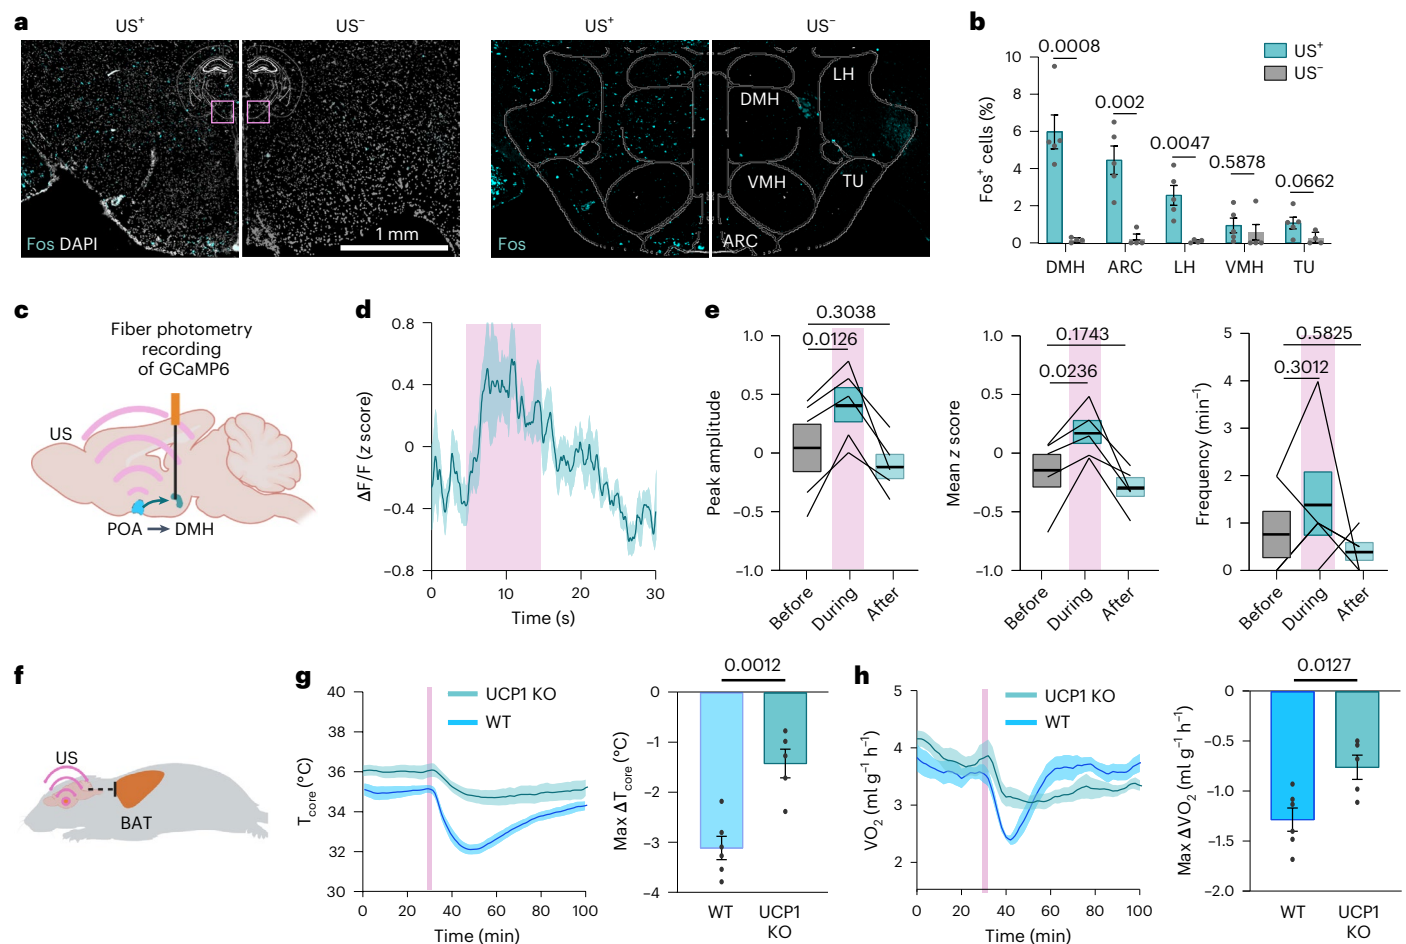 a
US⁺
US⁻
Fos DAPI
1 mm
US⁺
US⁻
LH
DMH
VMH
TU
ARC
Fos
b
US⁺
US⁻
Fos⁺ cells (%)
10
8
6
4
2
0
0.0008
0.002
0.0047
0.5878
0.0662
DMH
ARC
LH
VMH
TU
c
Fiber photometry
recording
of GCaMP6
US
POA
DMH
d
ΔF/F (z score)
0.8
0.4
0
−0.4
−0.8
0
10
20
30
Time (s)
e
Peak amplitude
1.0
0.5
0
−0.5
−1.0
0.3038
0.0126
Before
During
After
Mean z score
1.0
0.5
0
−0.5
−1.0
0.1743
0.0236
Before
During
After
Frequency (min⁻¹)
5
4
3
2
1
0
0.5825
0.3012
Before
During
After
f
US
BAT
g
T_core (°C)
40
38
36
34
32
30
UCP1 KO
WT
0
20
40
60
80
100
Time (min)
0.0012
Max ΔT_core (°C)
0
−1
−2
−3
−4
WT
UCP1
KO
h
VO₂ (ml g⁻¹ h⁻¹)
5
4
3
2
UCP1 KO
WT
0
20
40
60
80
100
Time (min)
0.0127
Max ΔVO₂ (ml g⁻¹ h⁻¹)
0
−0.5
−1.0
−1.5
−2.0
WT
UCP1
KO